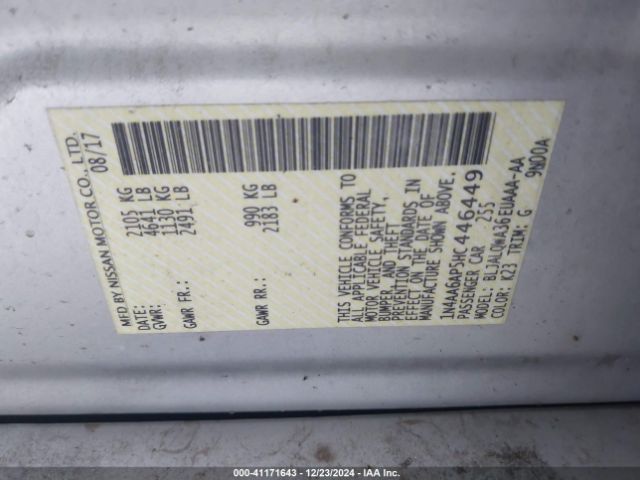 MFD BY NISSAN MOTOR CO., LTD.
DATE: 08/17
GVWR: 2105 KG
4641 LB
GAWR FR.: 1130 KG
2491 LB
GAWR RR.: 990 KG
2183 LB
THIS VEHICLE CONFORMS TO
ALL APPLICABLE FEDERAL
MOTOR VEHICLE SAFETY,
BUMPER, AND THEFT
PREVENTION STANDARDS IN
EFFECT ON THE DATE OF
MANUFACTURE SHOWN ABOVE.
1N4AA6AP5HC446449
PASSENGER CAR 255
MODEL: BLJALOWA36EUAAA-AA
COLOR: K23 TRIM: G 9N00A
000-41171643 / 12/23/2024 - IAA Inc.